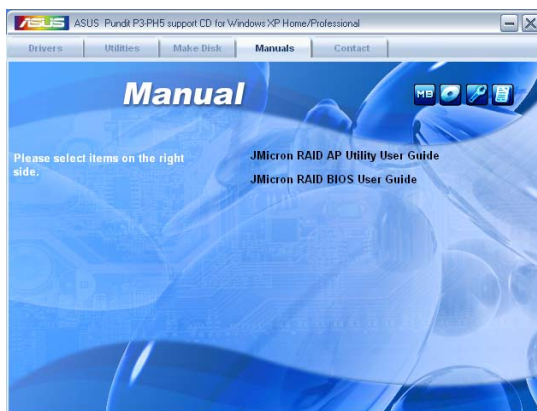 ASUS ASUS Pundit P3-PH5 support CD for Windows XP Home/Professional
Drivers Utilities Make Disk Manuals Contact
Manual
MB
Please select items on the right
side.
JMicron RAID AP Utility User Guide
JMicron RAID BIOS User Guide